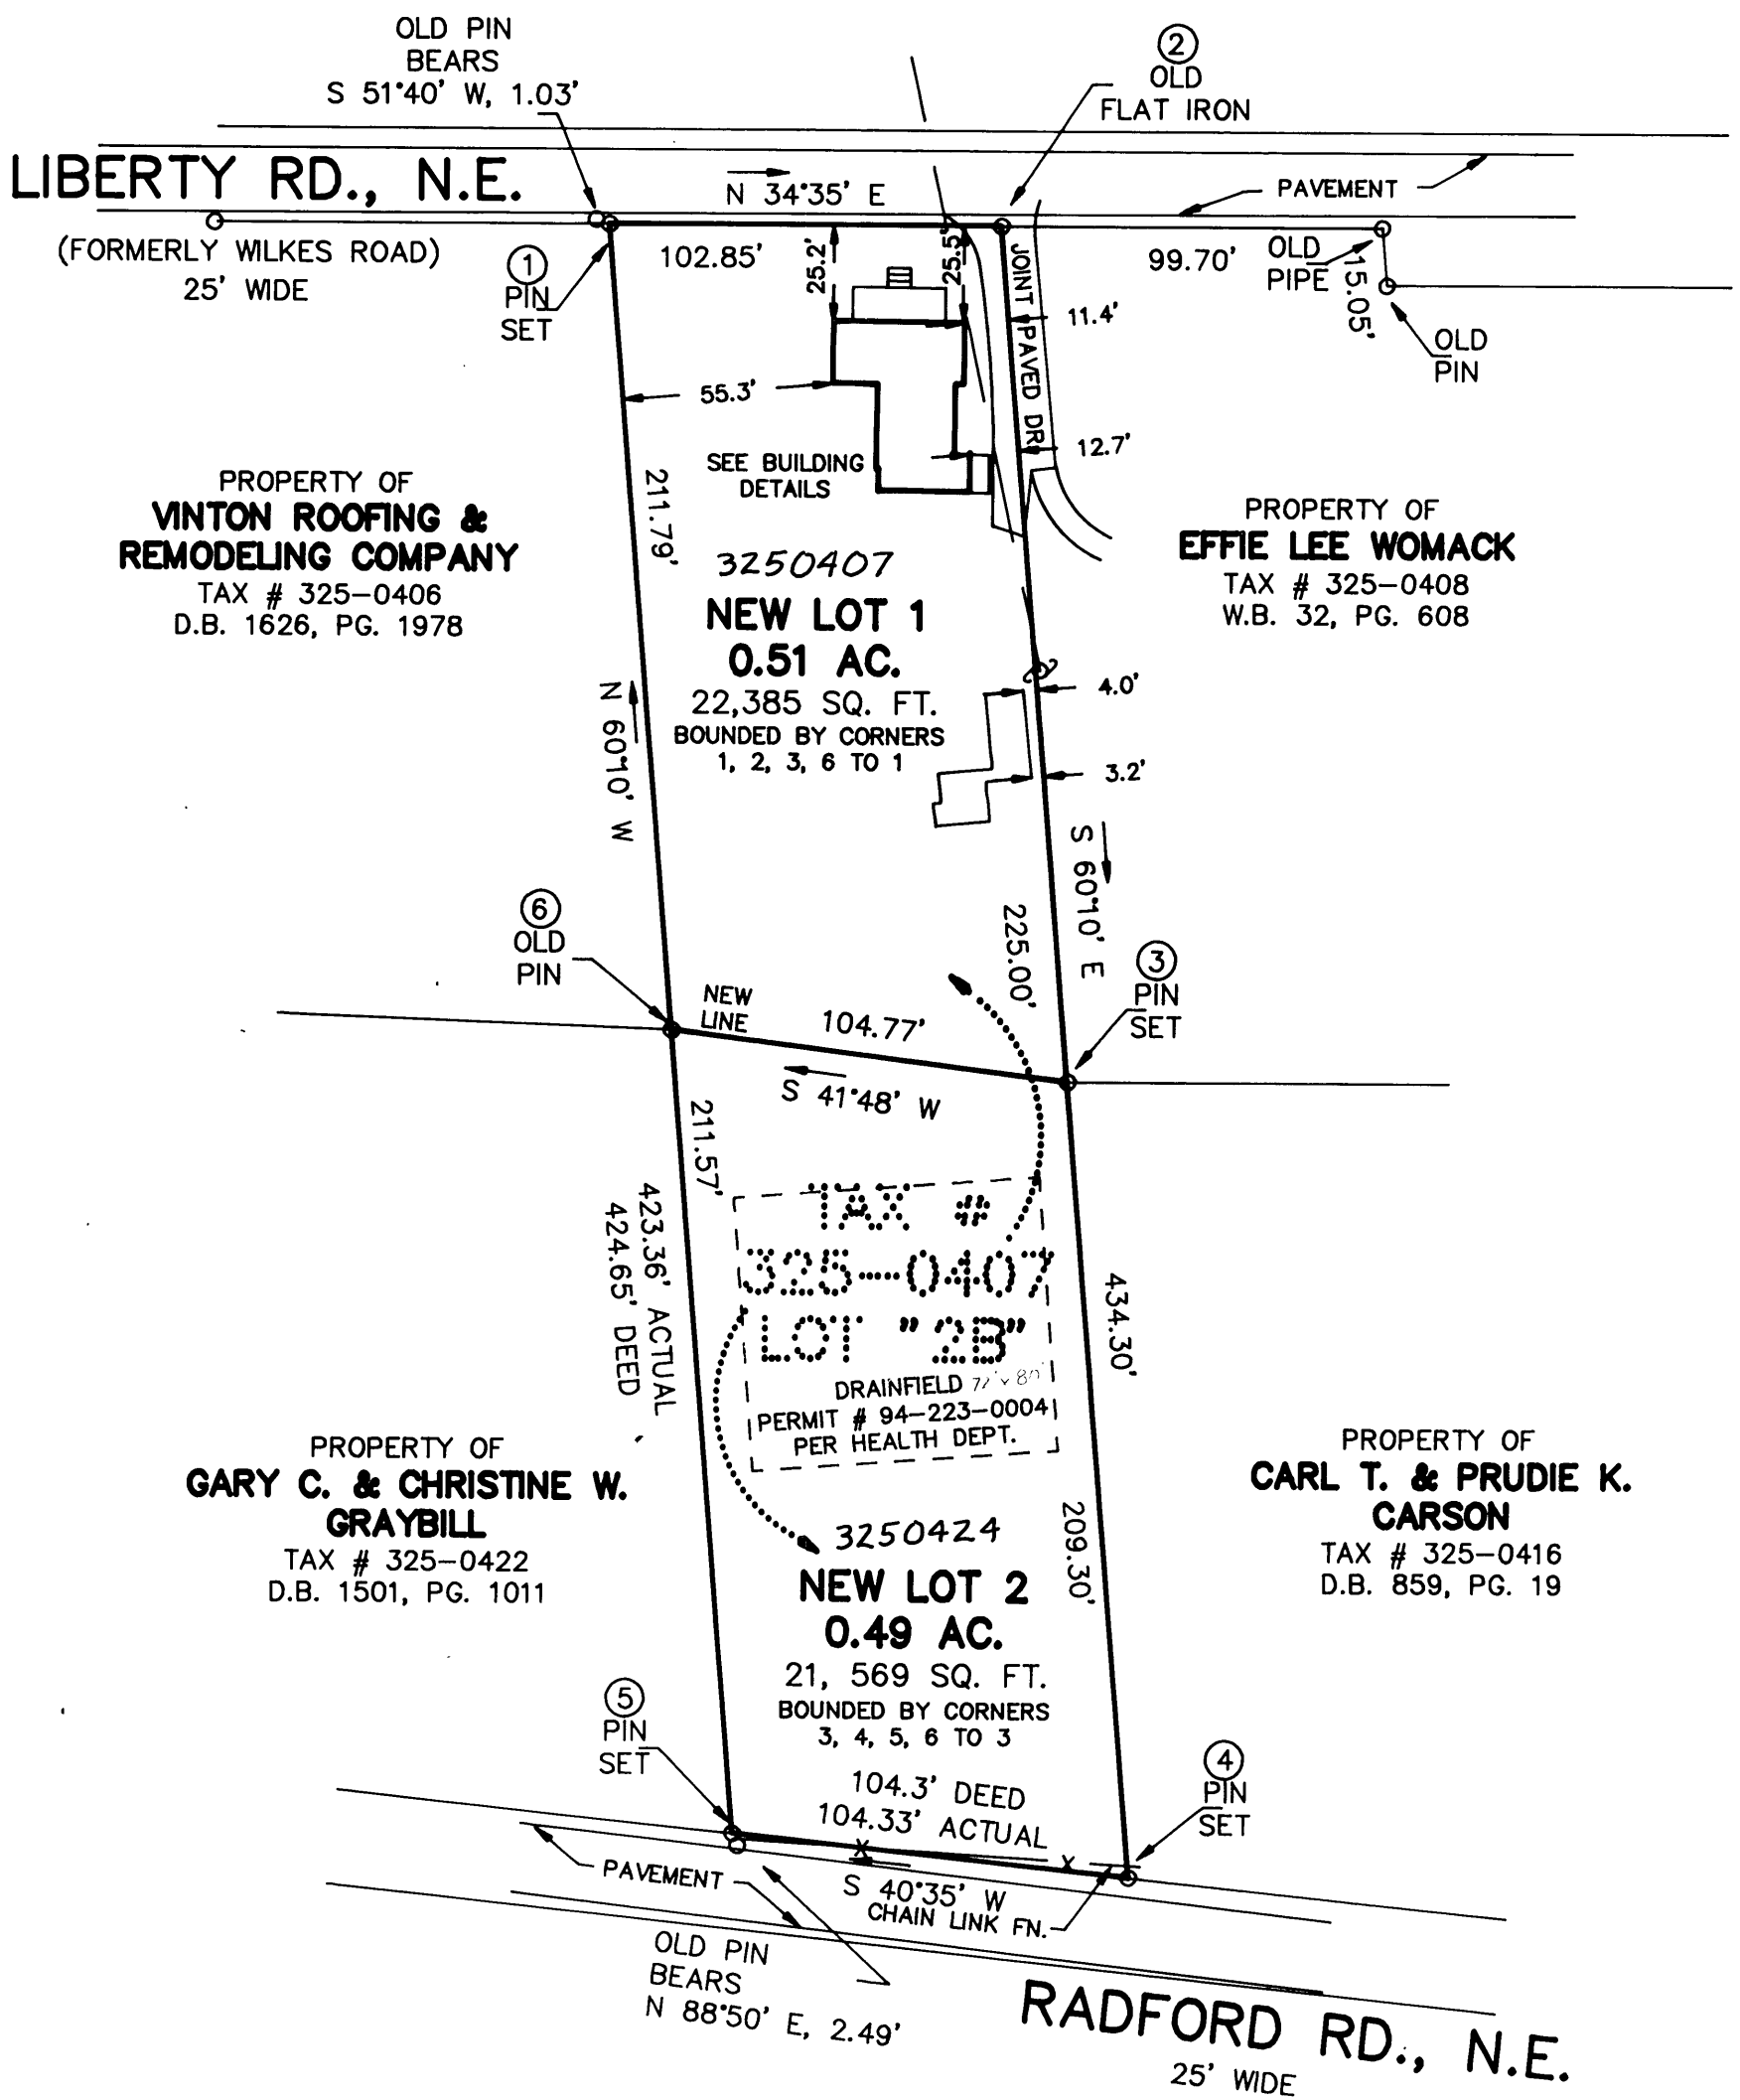 OLD PIN
BEARS
S 51°40' W, 1.03'
2
OLD
FLAT IRON
LIBERTY RD., N.E.
N 34°35' E
PAVEMENT
(FORMERLY WILKES ROAD)
25' WIDE
1
PIN
SET
102.85'
25.2'
25.5'
JOINT PAVED DR
99.70'
OLD
PIPE
15.05'
OLD
PIN
11.4'
55.3'
12.7'
SEE BUILDING
DETAILS
211.79'
PROPERTY OF
VINTON ROOFING &
REMODELING COMPANY
TAX # 325-0406
D.B. 1626, PG. 1978
PROPERTY OF
EFFIE LEE WOMACK
TAX # 325-0408
W.B. 32, PG. 608
3250407
NEW LOT 1
0.51 AC.
22,385 SQ. FT.
BOUNDED BY CORNERS
1, 2, 3, 6 TO 1
4.0'
3.2'
N 60°10' W
S 60°10' E
225.00'
6
OLD
PIN
3
PIN
SET
NEW
LINE
104.77'
S 41°48' W
211.57'
423.36' ACTUAL
424.65' DEED
TAX #
325-0407
LOT "2B"
DRAINFIELD
PERMIT # 94-223-0004
PER HEALTH DEPT.
434.30'
209.30'
PROPERTY OF
GARY C. & CHRISTINE W.
GRAYBILL
TAX # 325-0422
D.B. 1501, PG. 1011
PROPERTY OF
CARL T. & PRUDIE K.
CARSON
TAX # 325-0416
D.B. 859, PG. 19
3250424
NEW LOT 2
0.49 AC.
21, 569 SQ. FT.
BOUNDED BY CORNERS
3, 4, 5, 6 TO 3
5
PIN
SET
4
PIN
SET
104.3' DEED
104.33' ACTUAL
X
X
PAVEMENT
S 40°35' W
CHAIN LINK FN.
OLD PIN
BEARS
N 88°50' E, 2.49'
RADFORD RD., N.E.
25' WIDE